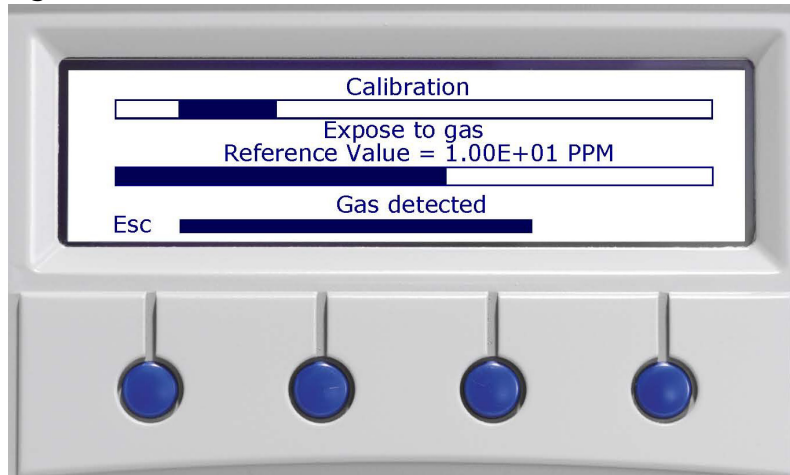 Calibration
Expose to gas
Reference Value = 1.00E+01 PPM
Gas detected
Esc